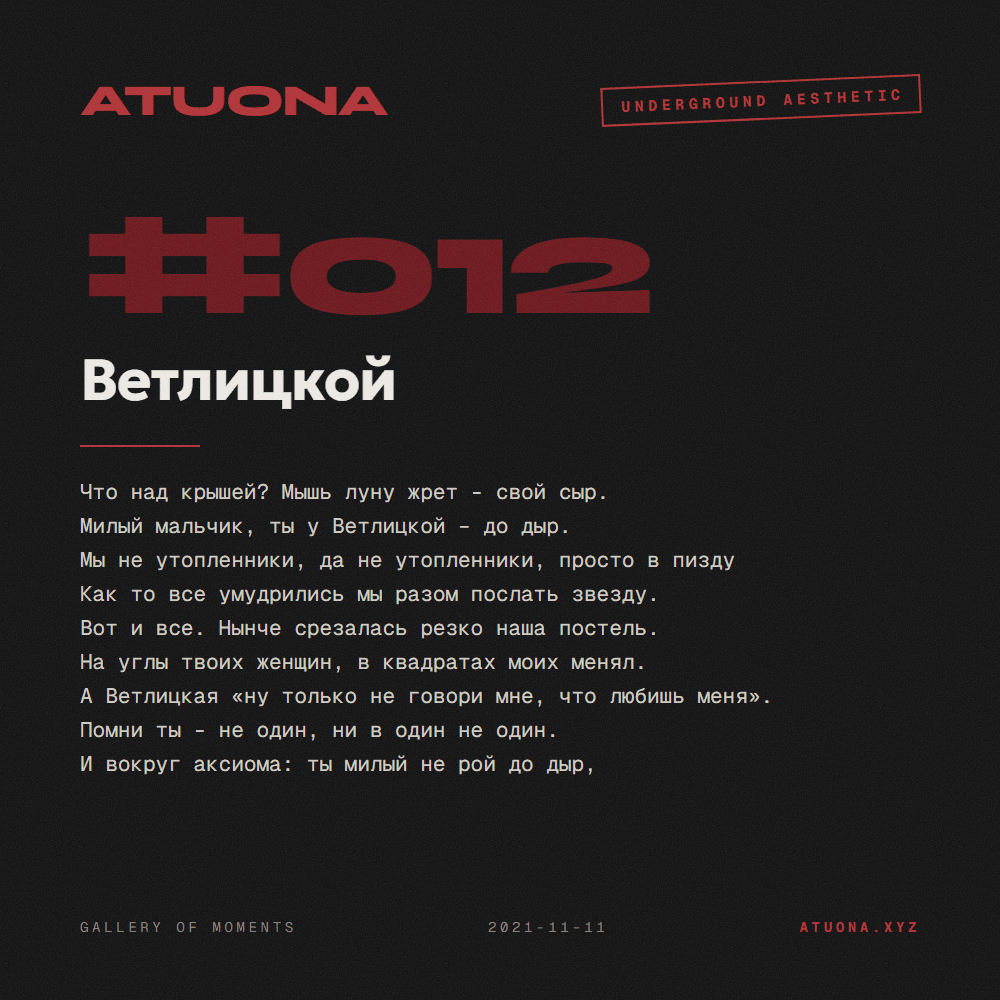 ATUONA
UNDERGROUND AESTHETIC
#012
Ветлицкой
Что над крышей? Мышь луну жрет - свой сыр.
Милый мальчик, ты у Ветлицкой – до дыр.
Мы не утопленники, да не утопленники, просто в пизду
Как то все умудрились мы разом послать звезду.
Вот и все. Нынче срезалась резко наша постель.
На углы твоих женщин, в квадратах моих менял.
А Ветлицкая «ну только не говори мне, что любишь меня».
Помни ты - не один, ни в один не один.
И вокруг аксиома: ты милый не рой до дыр,
GALLERY OF MOMENTS
2021-11-11
ATUONA.XYZ